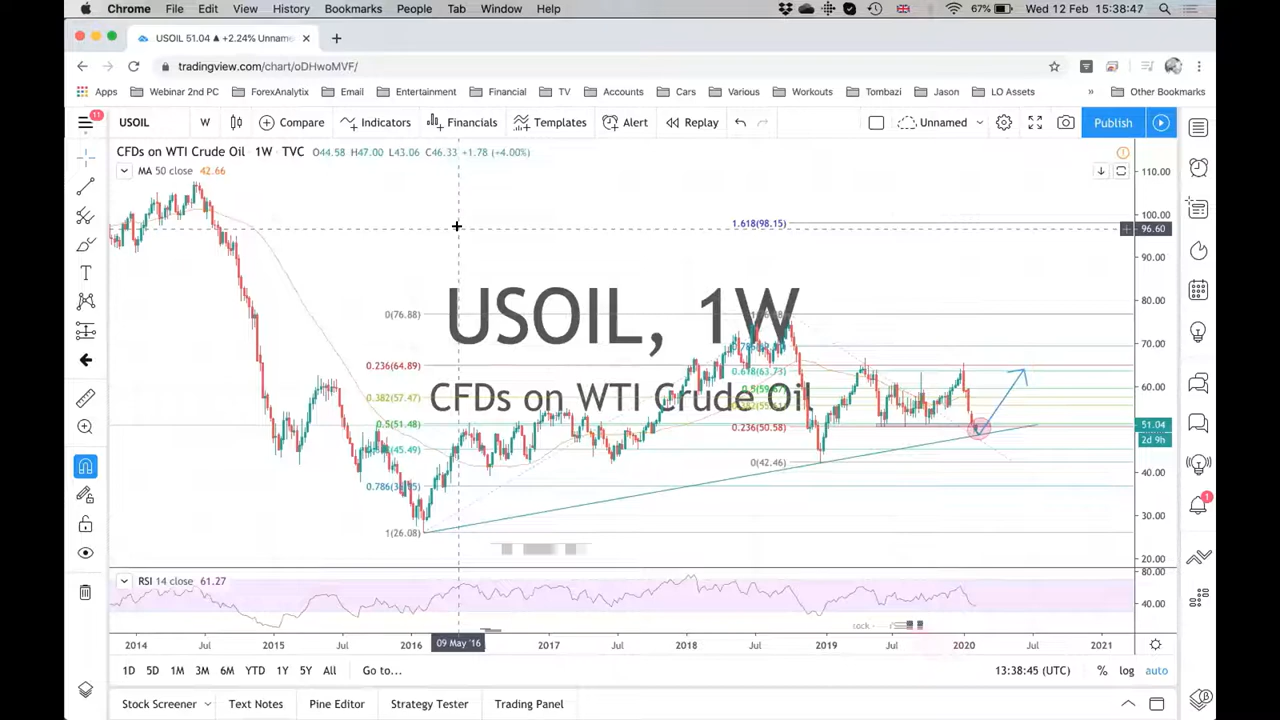 Chrome File Edit View History Bookmarks People Tab Window Help 67% Wed 12 Feb 15:38:47
USOIL 51.04 ▲ +2.24% Unname
tradingview.com/chart/oDHwoMVF/
Apps Webinar 2nd PC ForexAnalytix Email Entertainment Financial TV Accounts Cars Various Workouts Tombazi Jason LO Assets » Other Bookmarks
11
USOIL W Compare Indicators Financials Templates Alert Replay Unnamed Publish
CFDs on WTI Crude Oil · 1W · TVC O44.58 H47.00 L43.06 C46.33 +1.78 (+4.00%)
MA 50 close 42.66
110.00
100.00
1.618(98.15)
96.60
90.00
USOIL, 1W
CFDs on WTI Crude Oil
80.00
0(76.88)
70.00
0.236(64.89)
0.618(63.73)
60.00
0.382(57.47)
0.5(51.48)
0.236(50.58)
51.04
2d 9h
40.00
0(42.46)
30.00
1(26.08)
20.00
RSI 14 close 61.27
80.00
40.00
1
2014 Jul 2015 Jul 2016 09 May '16 2017 Jul 2018 Jul 2019 Jul 2020 Jul 2021
1D 5D 1M 3M 6M YTD 1Y 5Y All Go to... 13:38:45 (UTC) % log auto
Stock Screener Text Notes Pine Editor Strategy Tester Trading Panel